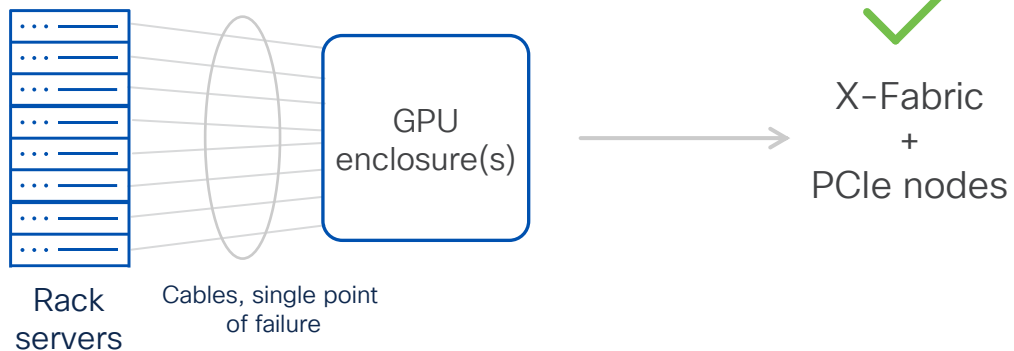 GPU
enclosure(s)
X-Fabric
+
PCIe nodes
Rack
servers
Cables, single point
of failure